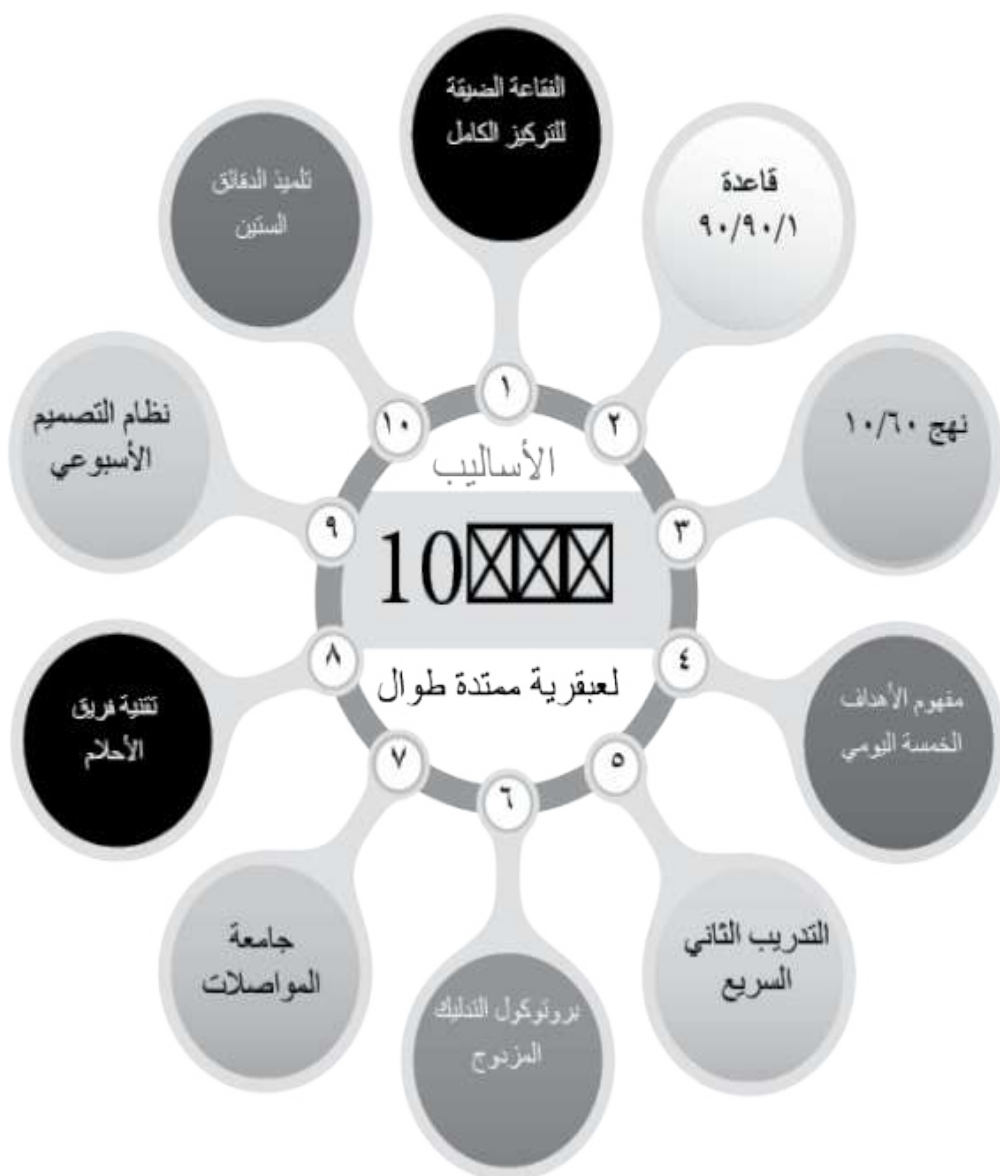 الأساليب
10
لعبقرية ممتدة طوال
١
الفقاعة الضيقة
للتركيز الكامل
٢
قاعدة
٩٠/٩٠/١
٣
نهج ١٠/٦٠
٤
مفهوم الأهداف
الخمسة اليومي
٥
التدريب الثاني
السريع
٦
بروتوكول التدليك
المزدوج
٧
جامعة
المواصلات
٨
تقنية فريق
الأحلام
٩
نظام التصميم
الأسبوعي
١٠
تلميذ الدقائق
الستين